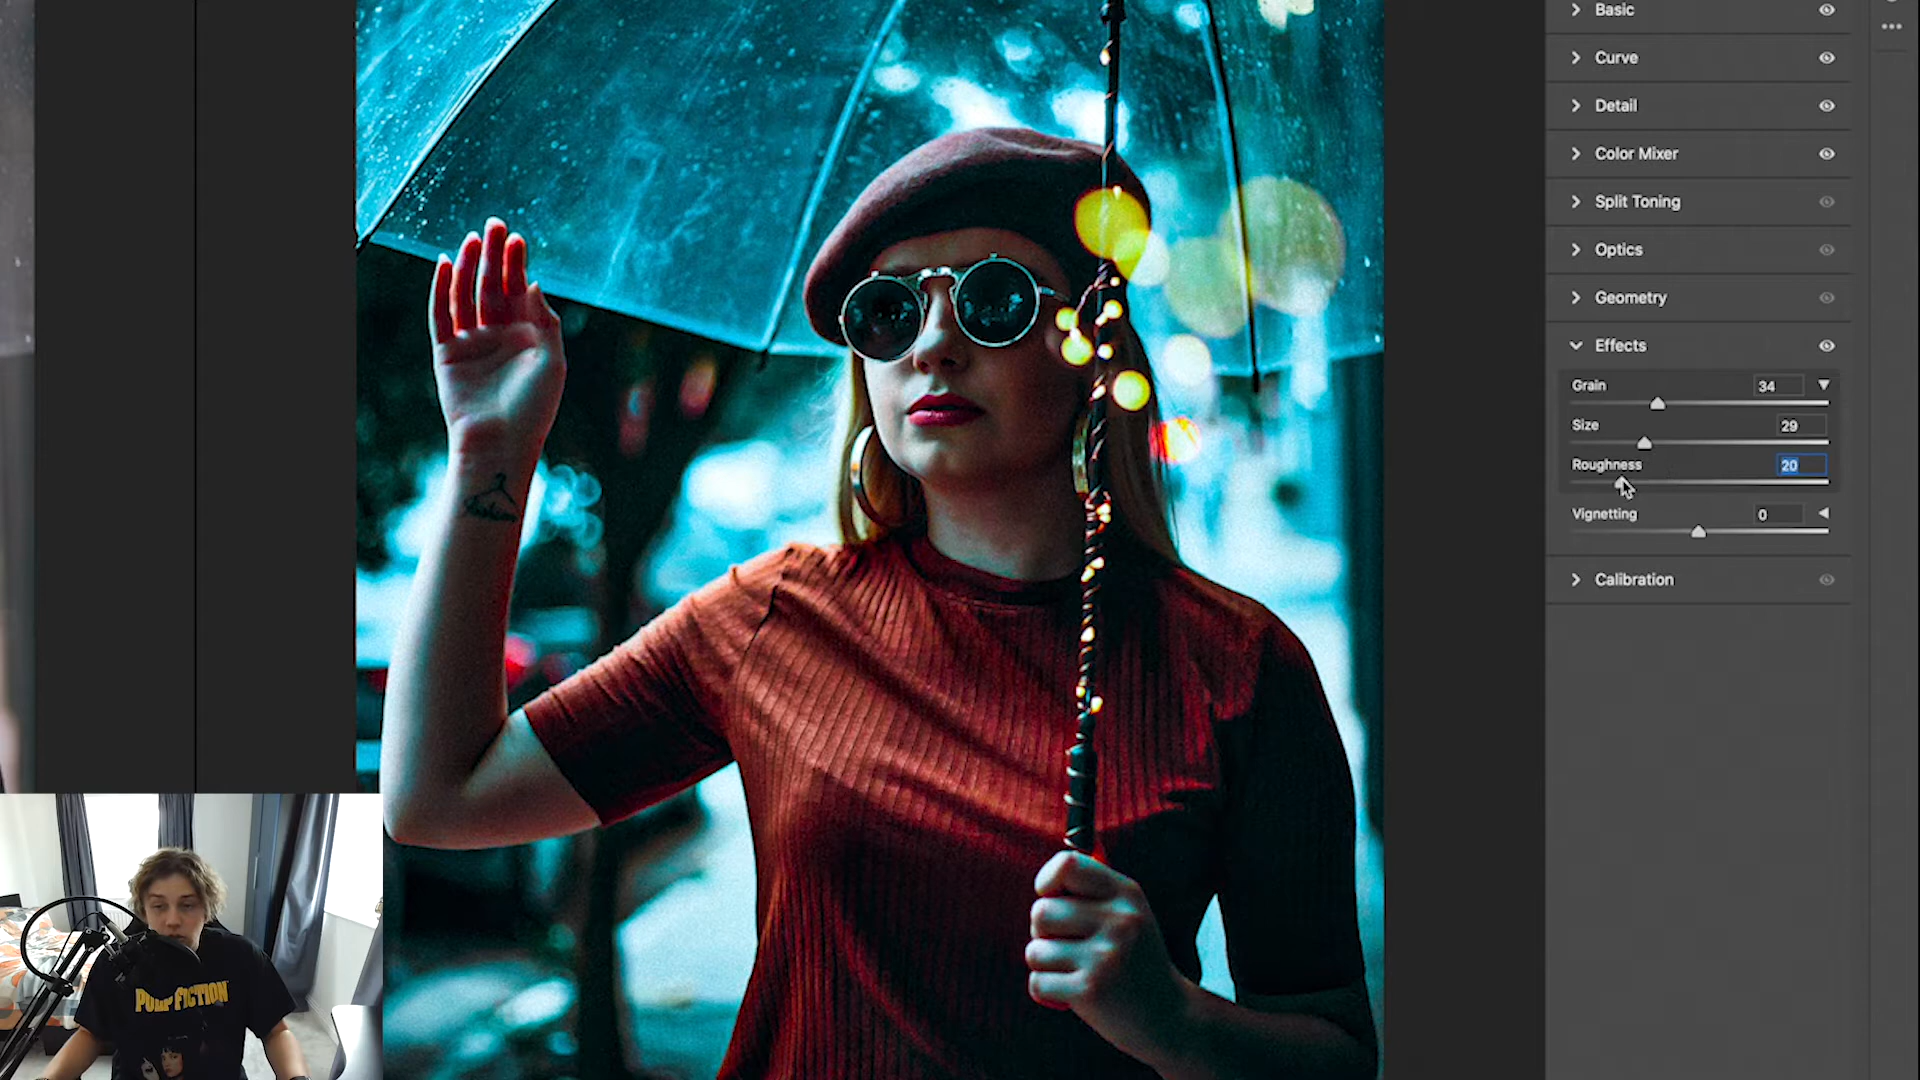 Basic
Curve
Detail
Color Mixer
Split Toning
Optics
Geometry
Effects
Grain 34
Size 29
Roughness 20
Vignetting 0
Calibration
PULP FICTION